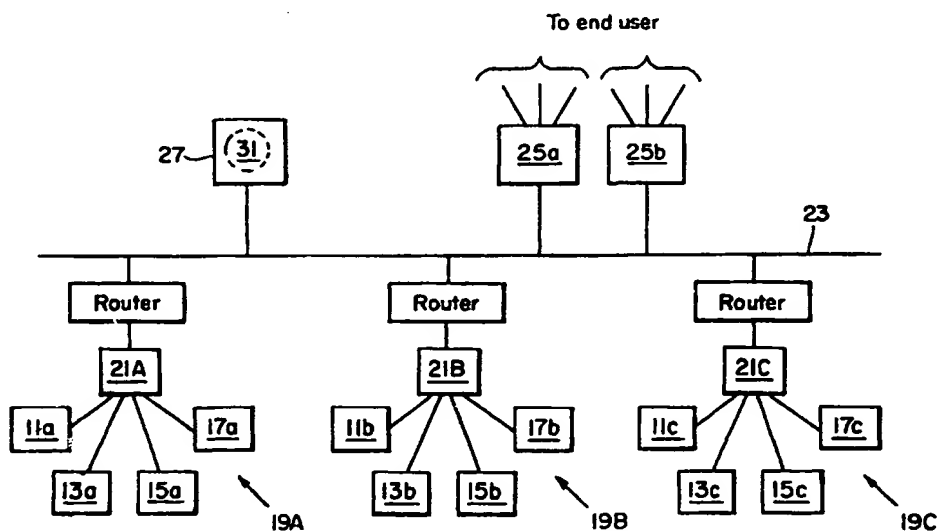 To end user
27
31
25a
25b
23
Router
Router
Router
21A
21B
21C
11a
17a
11b
17b
11c
17c
13a
15a
13b
15b
13c
15c
19A
19B
19C